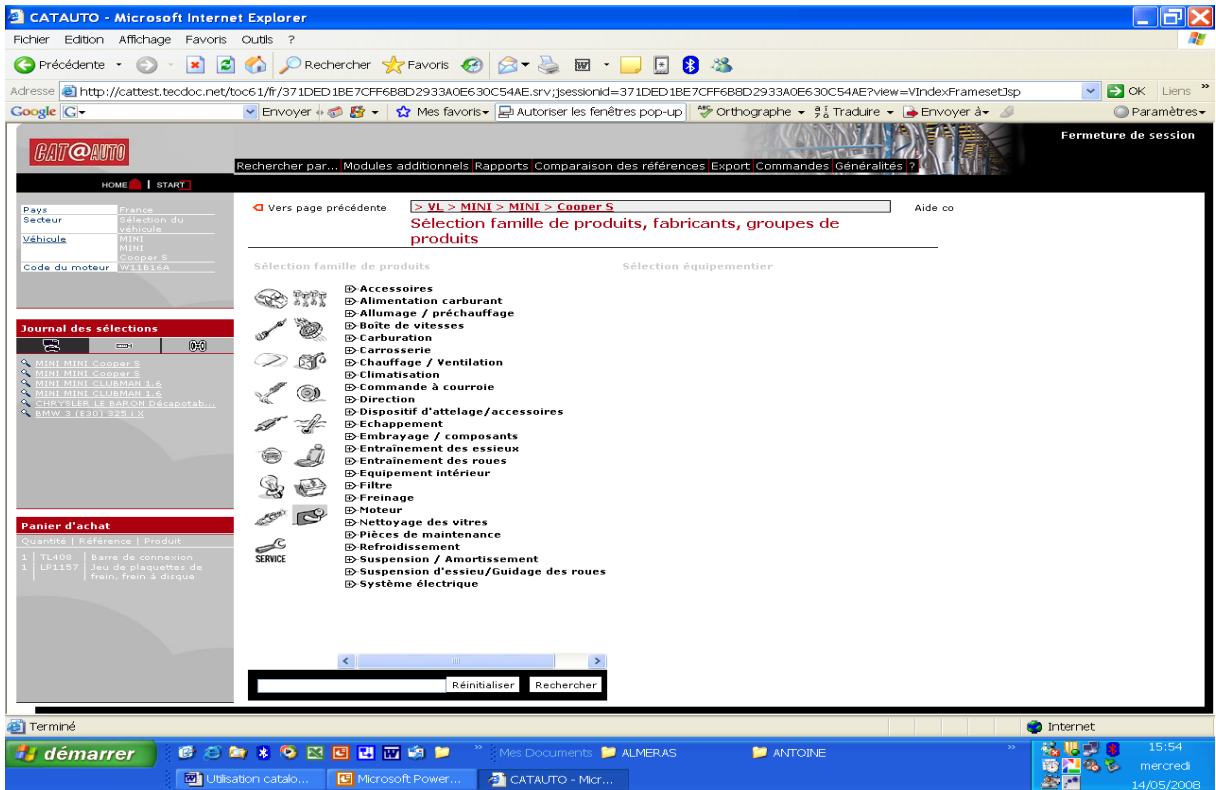 CATAUTO - Microsoft Internet Explorer
Fichier Edition Affichage Favoris Outils ?
Précédente Rechercher Favoris
Adresse http://cattest.tecdoc.net/toc61/fr/371DED1BE7CFF6B8D2933A0E630C54AE.srv;jsessionid=371DED1BE7CFF6B8D2933A0E630C54AE?view=VIndexFramesetJsp OK Liens »
Google G Envoyer Mes favoris Autoriser les fenêtres pop-up Orthographe Traduire Envoyer à Paramètres
CAT@AUTO
Fermeture de session
Rechercher par... Modules additionnels Rapports Comparaison des références Export Commandes Généralités ?
HOME | START
Pays France
Secteur Sélection du
véhicule
Véhicule MINI
MINI
Cooper S
Code du moteur W11B16A
Journal des sélections
MINI MINI Cooper S
MINI MINI Cooper S
MINI MINI CLUBMAN 1.6
MINI MINI CLUBMAN 1.6
CHRYSLER LE BARON Décapotab...
BMW 3 (E30) 325 i X
Panier d'achat
Quantité | Référence | Produit
1 | TL408 | Barre de connexion
1 | LP1157 | Jeu de plaquettes de
frein, frein à disque
Vers page précédente > VL > MINI > MINI > Cooper S Aide co
Sélection famille de produits, fabricants, groupes de
produits
Sélection famille de produits Sélection équipementier
Accessoires
Alimentation carburant
Allumage / préchauffage
Boîte de vitesses
Carburation
Carrosserie
Chauffage / Ventilation
Climatisation
Commande à courroie
Direction
Dispositif d'attelage/accessoires
Echappement
Embrayage / composants
Entraînement des essieux
Entraînement des roues
Equipement intérieur
Filtre
Freinage
Moteur
Nettoyage des vitres
Pièces de maintenance
Refroidissement
Suspension / Amortissement
Suspension d'essieu/Guidage des roues
Système électrique
SERVICE
Réinitialiser Rechercher
Terminé Internet
démarrer » Mes Documents ALMERAS ANTOINE » 15:54
Utilisation catalo... Microsoft Power... CATAUTO - Micr... mercredi
14/05/2008